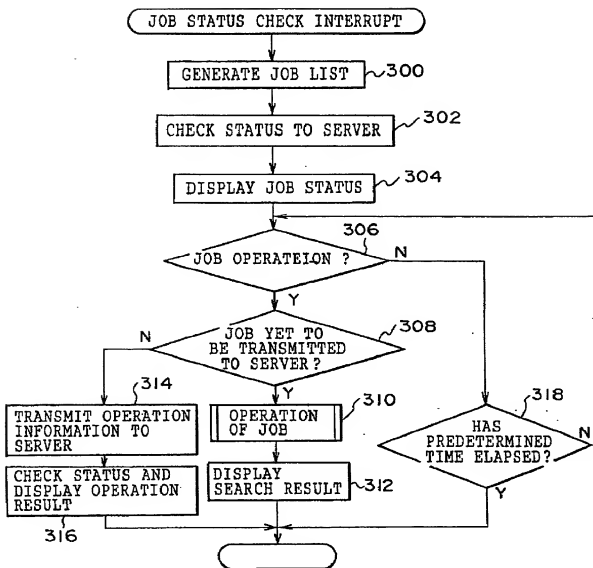 JOB STATUS CHECK INTERRUPT
GENERATE JOB LIST
300
CHECK STATUS TO SERVER
302
DISPLAY JOB STATUS
304
306
JOB OPERATEION ?
N
Y
308
N
JOB YET TO
BE TRANSMITTED
TO SERVER?
314
Y
310
318
TRANSMIT OPERATION
INFORMATION TO
SERVER
OPERATION
OF JOB
HAS
PREDETERMINED
TIME ELAPSED?
N
CHECK STATUS AND
DISPLAY OPERATION
RESULT
DISPLAY
SEARCH RESULT
312
Y
316